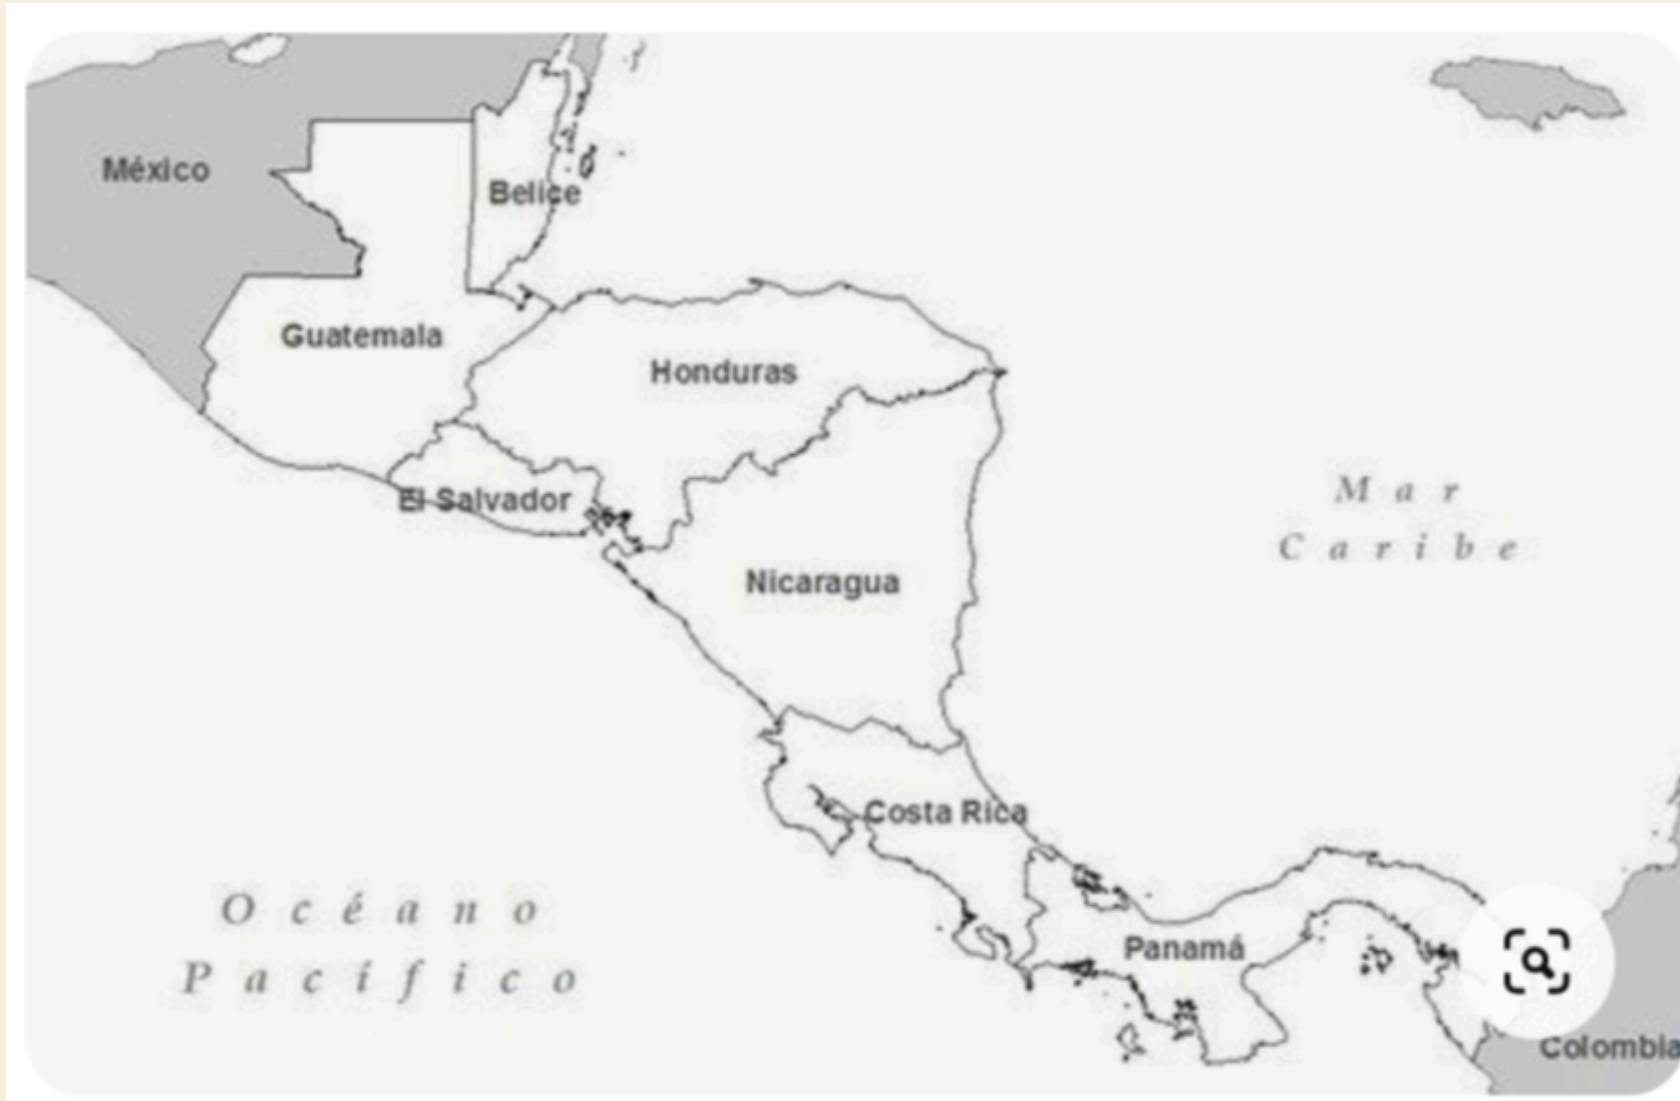 México
Belice
Guatemala
Honduras
El Salvador
Mar
Caribe
Nicaragua
Costa Rica
Océano
Pacífico
Panamá
Colombia